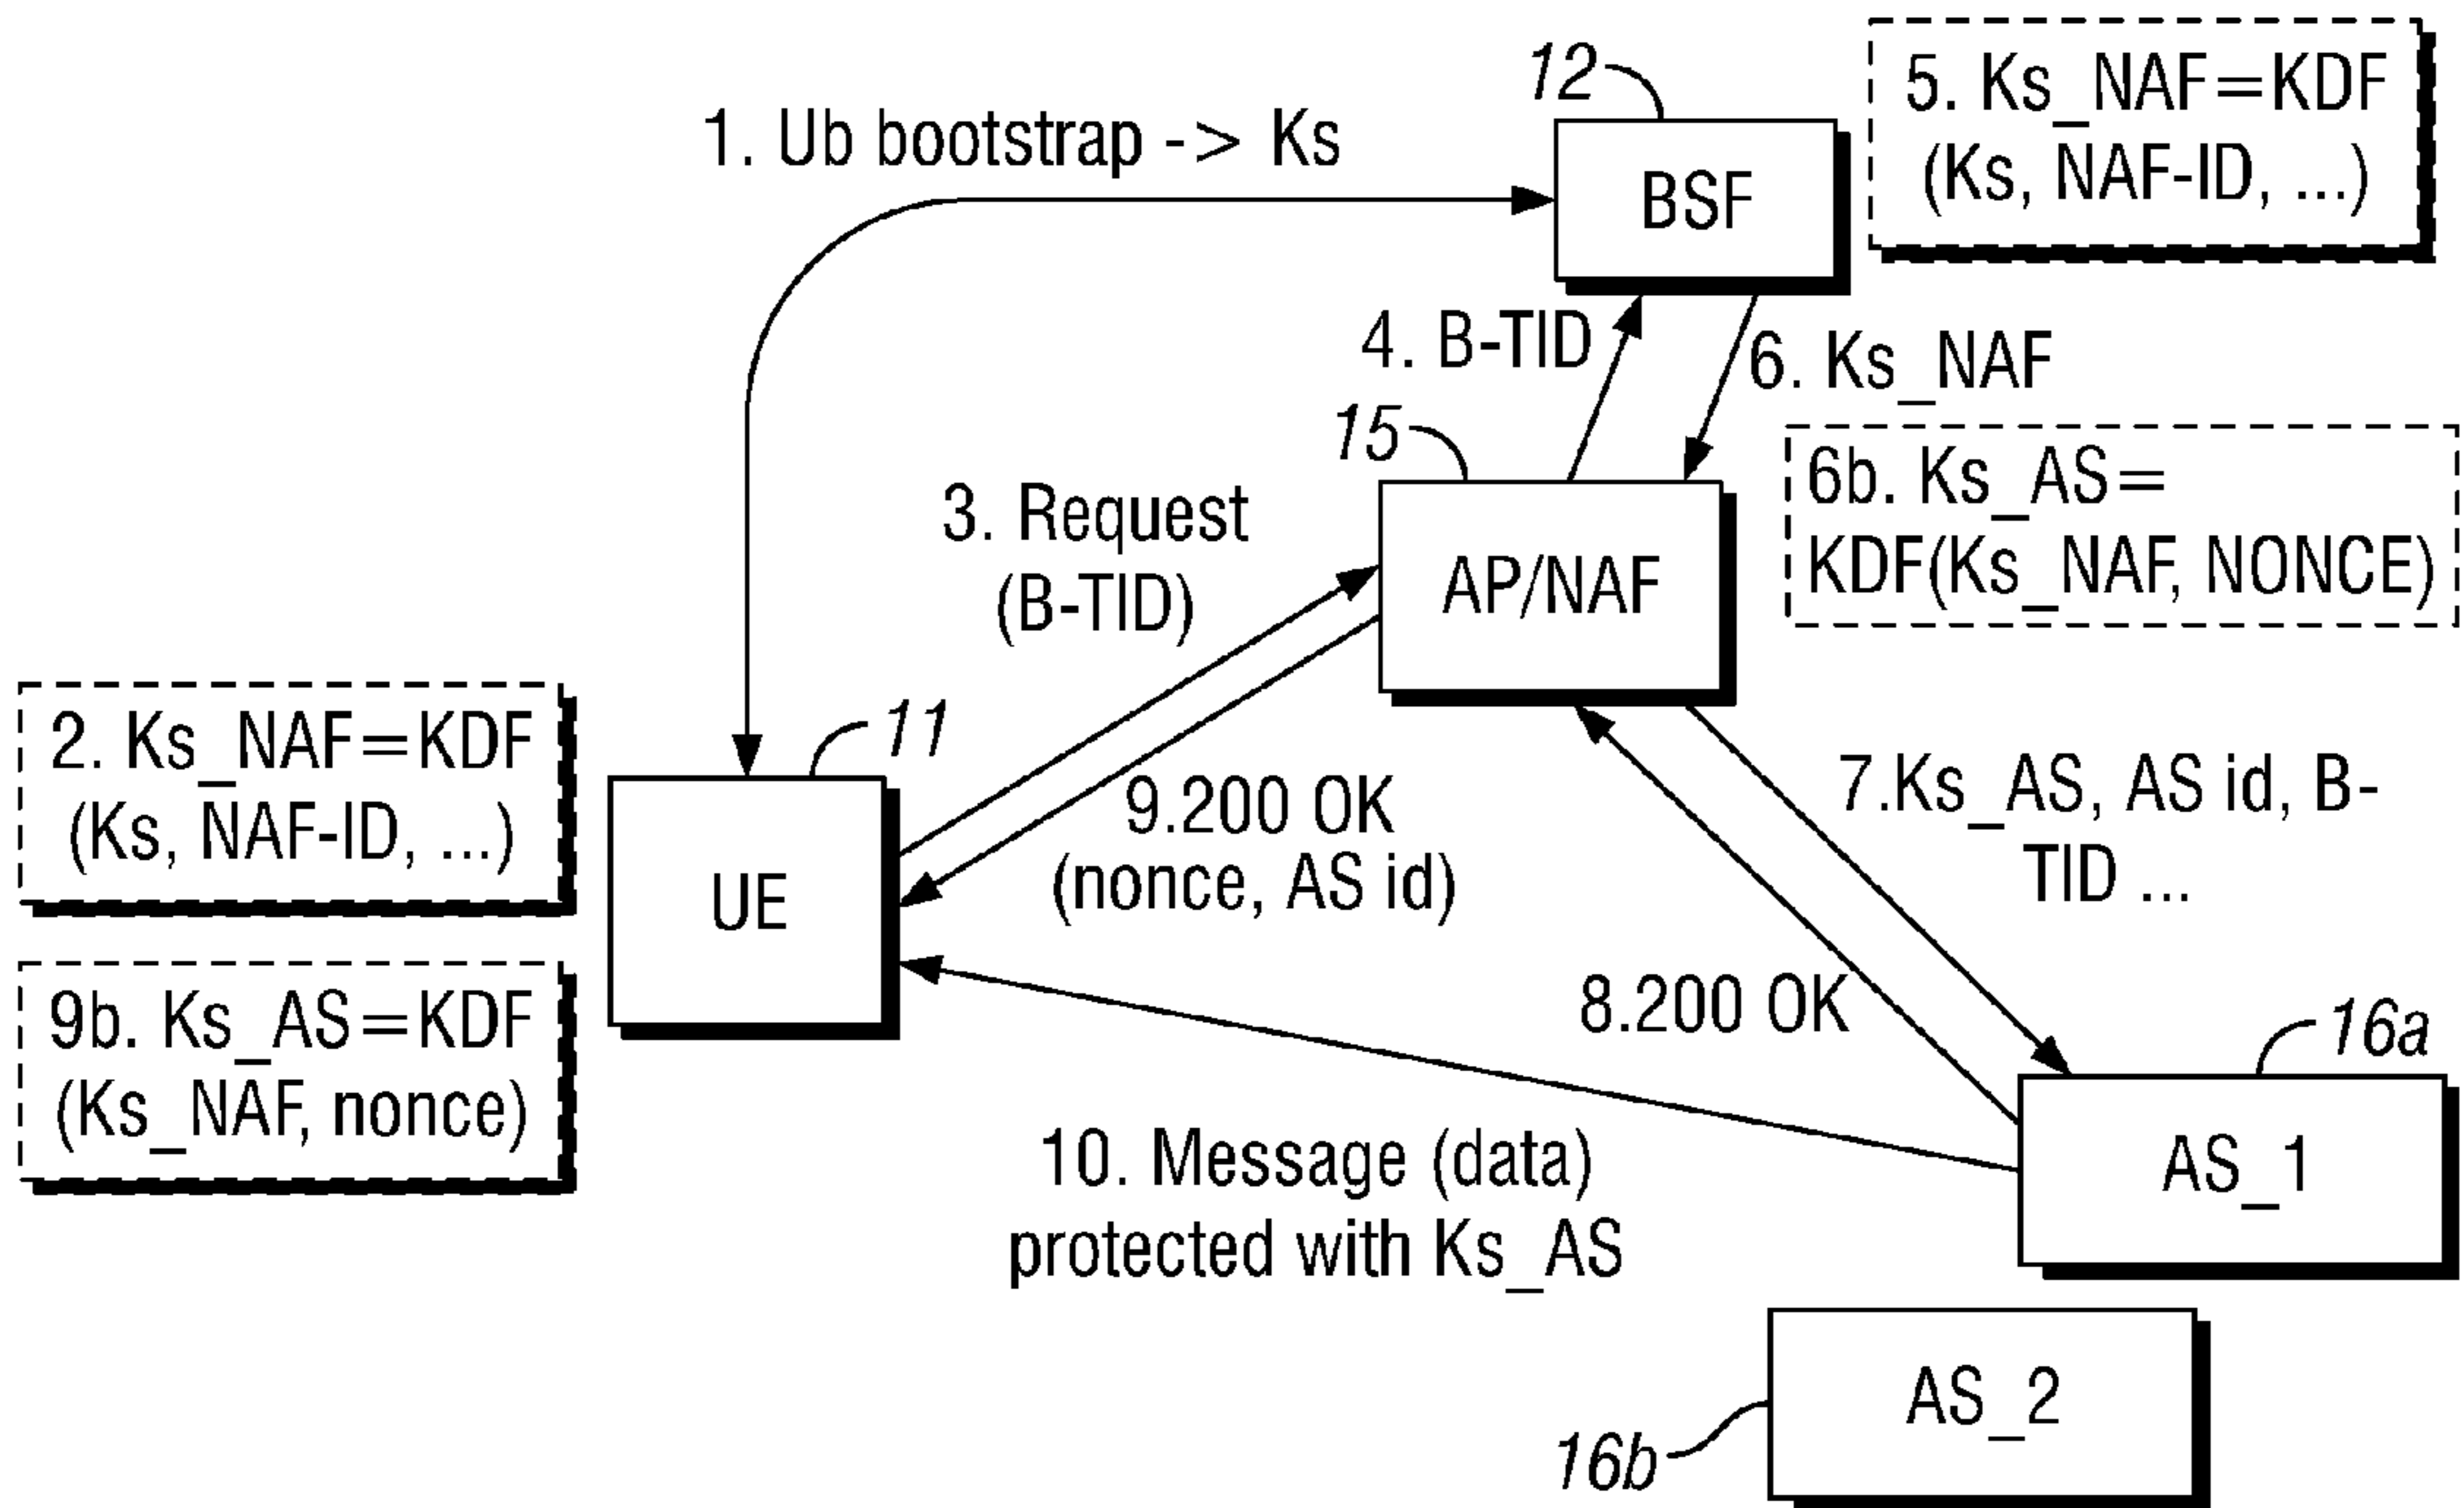 12
5. Ks_NAF=KDF
(Ks, NAF-ID, ...)
1. Ub bootstrap -> Ks
BSF
4. B-TID
6. Ks_NAF
15
6b. Ks_AS=
KDF(Ks_NAF, NONCE)
3. Request
(B-TID)
AP/NAF
2. Ks_NAF=KDF
(Ks, NAF-ID, ...)
11
UE
9.200 OK
(nonce, AS id)
7.Ks_AS, AS id, B-
TID ...
9b. Ks_AS=KDF
(Ks_NAF, nonce)
8.200 OK
16a
10. Message (data)
protected with Ks_AS
AS_1
AS_2
16b